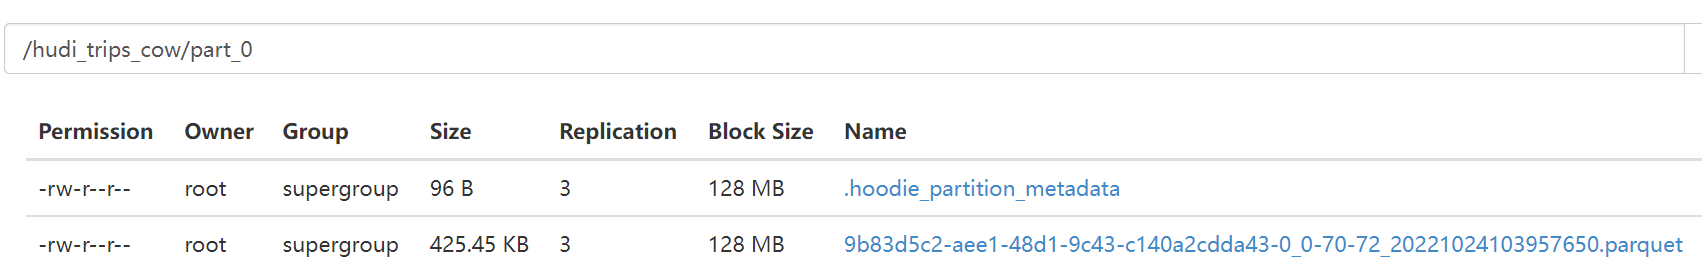 /hudi_trips_cow/part_0
Permission Owner Group Size Replication Block Size Name
-rw-r--r-- root supergroup 96 B 3 128 MB .hoodie_partition_metadata
-rw-r--r-- root supergroup 425.45 KB 3 128 MB 9b83d5c2-aee1-48d1-9c43-c140a2cdda43-0_0-70-72_20221024103957650.parquet